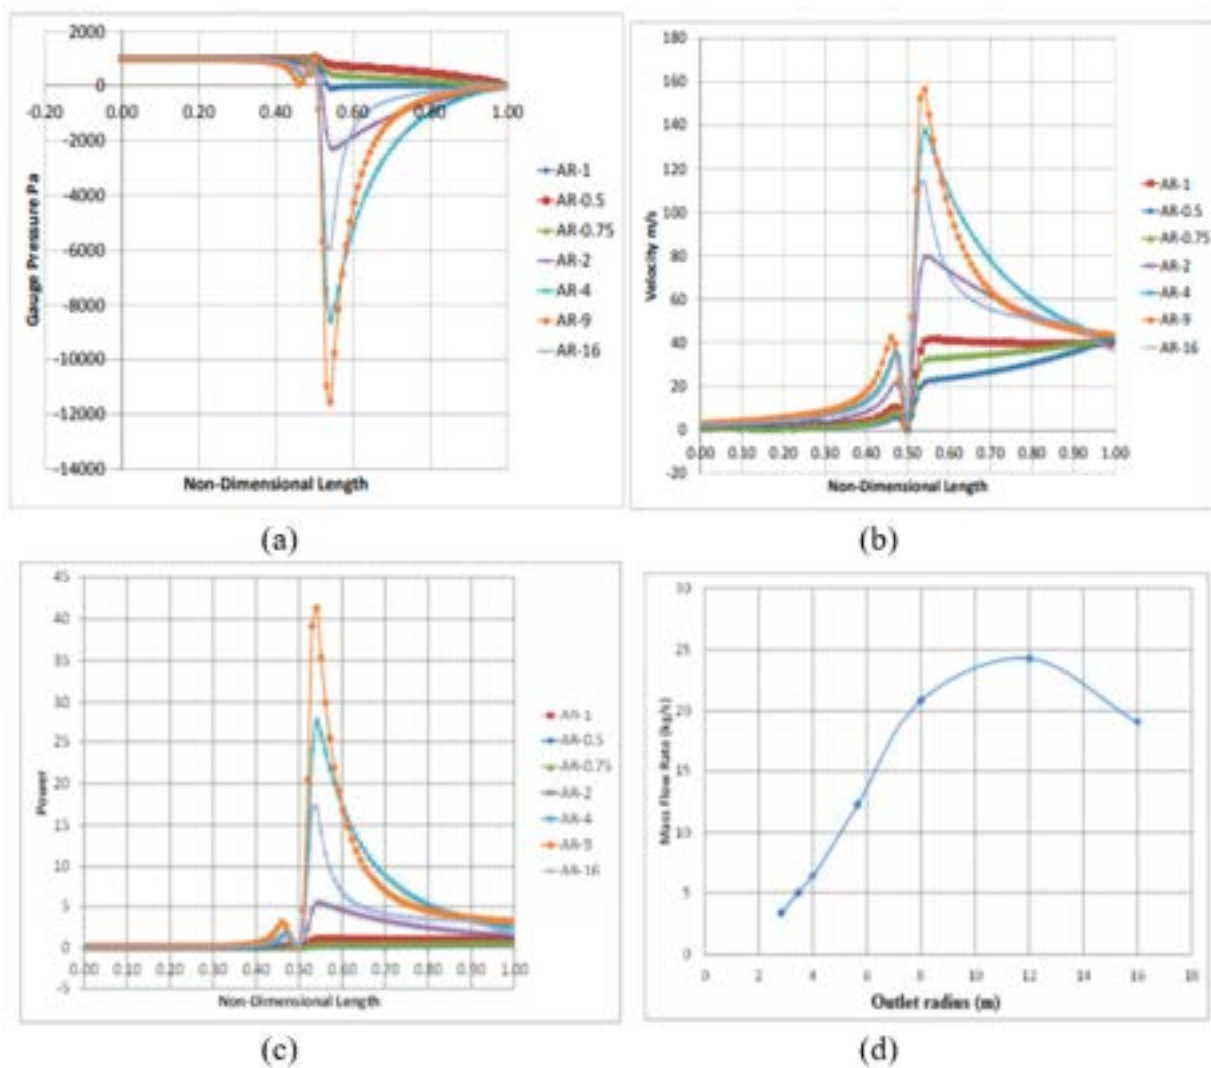 2000
0
-2000
-4000
-6000
-8000
-10000
-12000
-14000
-0.20 0.00 0.20 0.40 0.60 0.80 1.00
Gauge Pressure Pa
Non-Dimensional Length
AR-1
AR-0.5
AR-0.75
AR-2
AR-4
AR-9
AR-16
(a)
180
160
140
120
100
80
60
40
20
0
-20
0.00 0.10 0.20 0.30 0.40 0.50 0.60 0.70 0.80 0.90 1.00
Velocity m/s
Non-Dimensional Length
AR-1
AR-0.5
AR-0.75
AR-2
AR-4
AR-9
AR-16
(b)
45
40
35
30
25
20
15
10
5
0
-5
0.00 0.10 0.20 0.30 0.40 0.50 0.60 0.70 0.80 0.90 1.00
Power
Non-Dimensional Length
AR-1
AR-0.5
AR-0.75
AR-2
AR-4
AR-9
AR-16
(c)
30
25
20
15
10
5
0
0 2 4 6 8 10 12 14 16 18
Mass Flow Rate (kg/s)
Outlet radius (m)
(d)